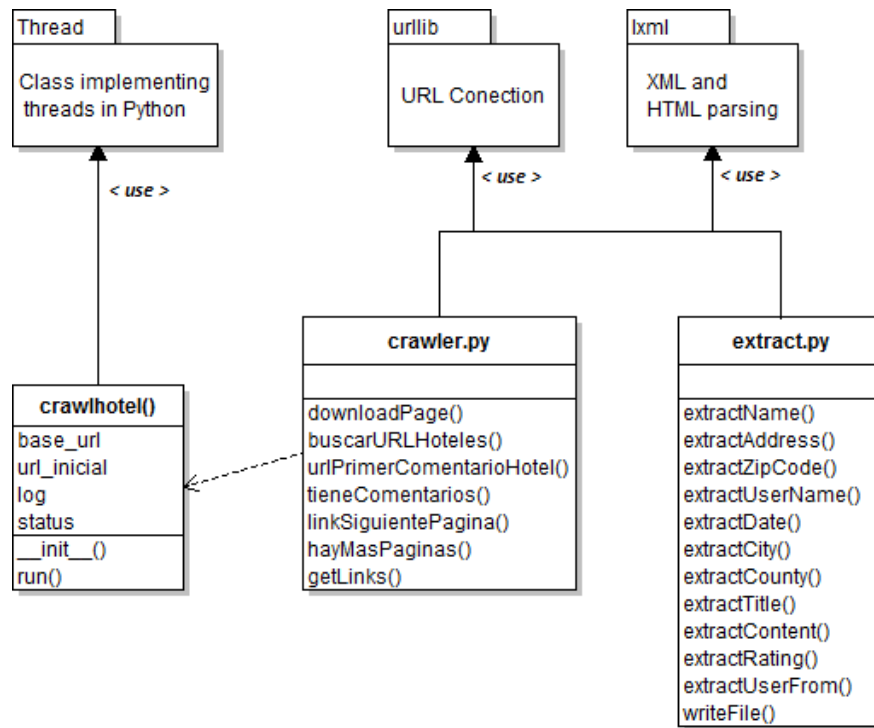 Thread
Class implementing
threads in Python
urllib
URL Conection
lxml
XML and
HTML parsing
< use >
< use >
< use >
crawlhotel()
base_url
url_inicial
log
status
__init__()
run()
crawler.py
downloadPage()
buscarURLHoteles()
urlPrimerComentarioHotel()
tieneComentarios()
linkSiguientePagina()
hayMasPaginas()
getLinks()
extract.py
extractName()
extractAddress()
extractZipCode()
extractUserName()
extractDate()
extractCity()
extractCounty()
extractTitle()
extractContent()
extractRating()
extractUserFrom()
writeFile()